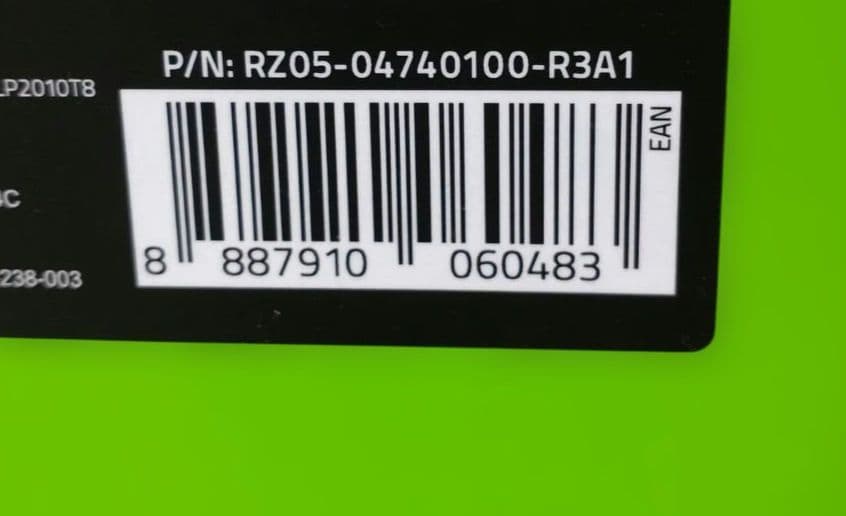 P/N: RZ05-04740100-R3A1
LP2010T8
EAN
C
238-003
8 887910 060483